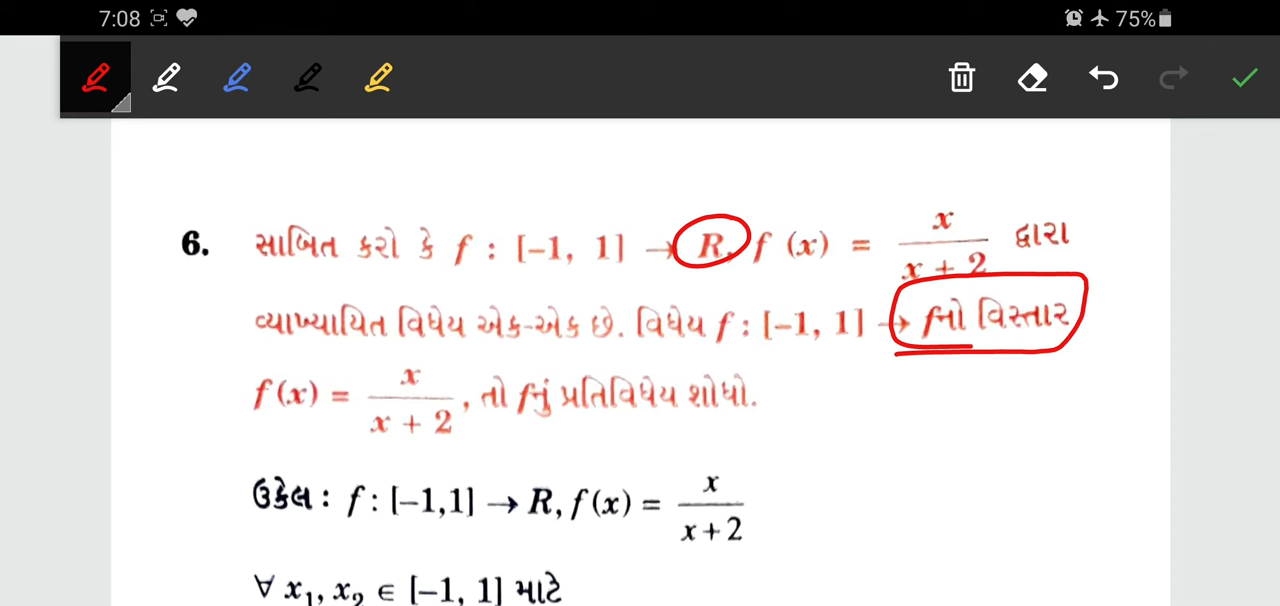 7:08 75%
6. સાબિત કરો કે f : [–1, 1] → R, f (x) = x / x + 2 દ્વારા
વ્યાખ્યાયિત વિધેય એક-એક છે. વિધેય f : [–1, 1] → fનો વિસ્તાર
f (x) = x / x + 2 , તો fનું પ્રતિવિધેય શોધો.
ઉકેલ : f : [–1,1] → R, f (x) = x / x + 2
∀ x₁, x₂ ∈ [–1, 1] માટે